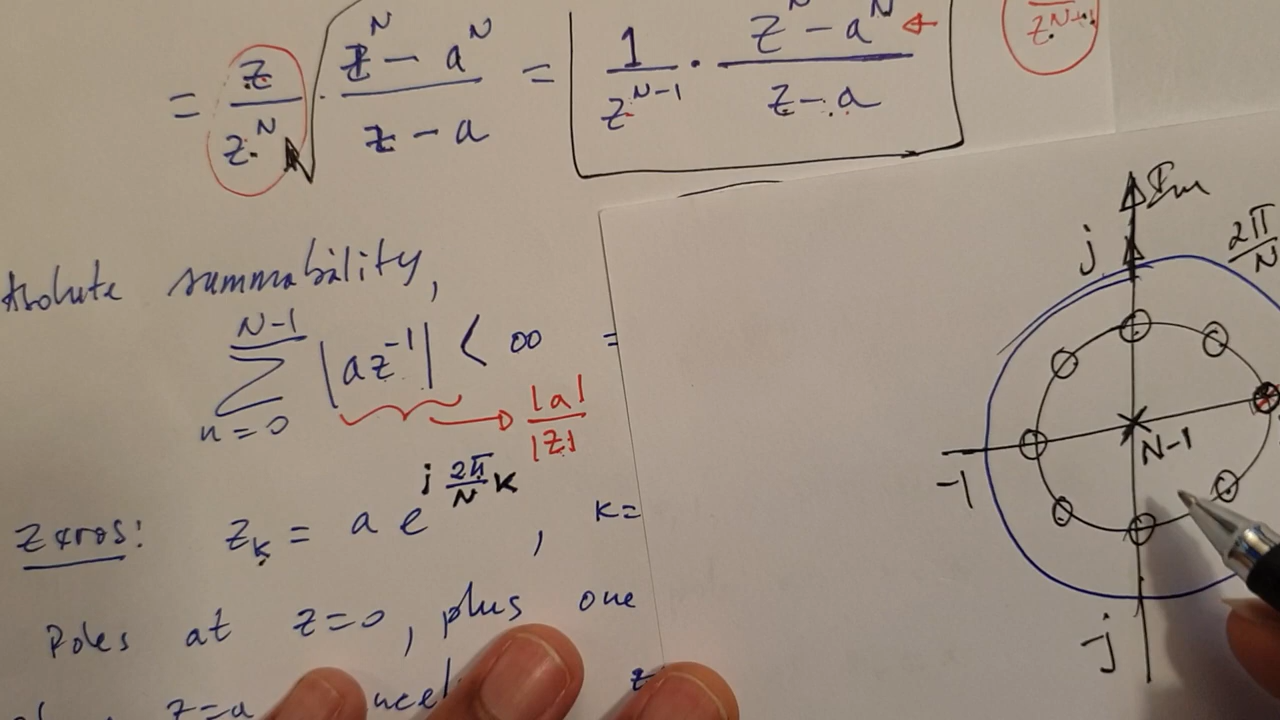 = z/z^N · (z^N - a^N)/(z - a) = 1/z^(N-1) · (z^N - a^N)/(z - a)
z^(N+1)
Absolute summability,
N-1
∑ |az^-1| < ∞ =
n=0
|a|/|z|
Zeros: z_k = a e^(j 2π/N k), k=
Poles at z=0, plus one
z=a
Im
j
2π/N
-1
N-1
-j